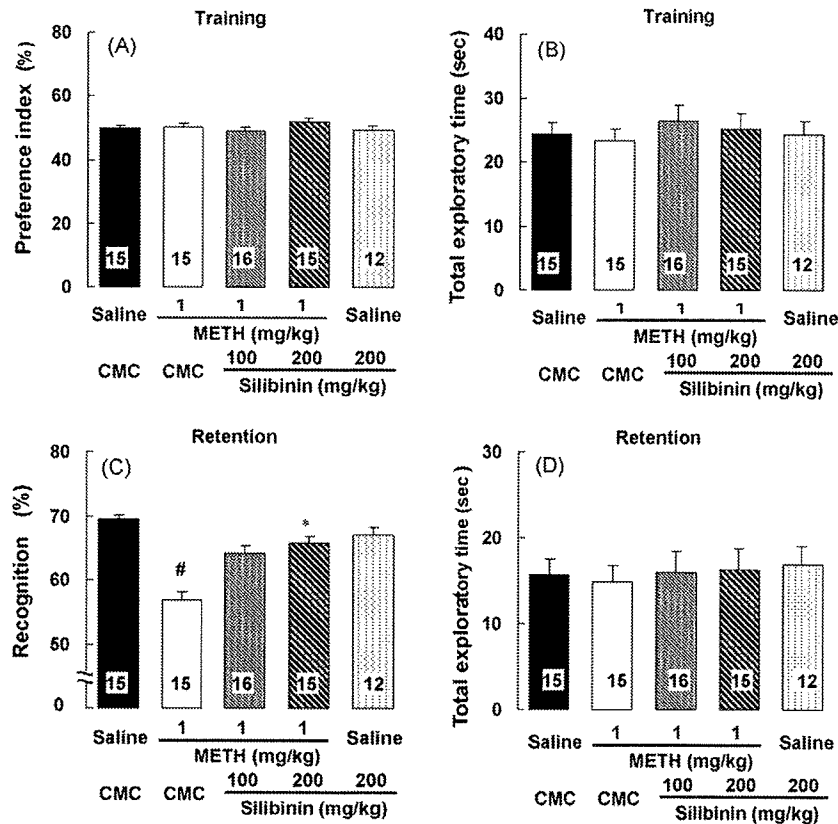 Training
(A)
Preference index (%)
80
60
40
20
0
15 15 16 15 12
Saline 1 1 1 Saline
METH (mg/kg)
CMC CMC 100 200 200
Silibinin (mg/kg)
Training
(B)
Total exploratory time (sec)
40
30
20
10
0
15 15 16 15 12
Saline 1 1 1 Saline
METH (mg/kg)
CMC CMC 100 200 200
Silibinin (mg/kg)
Retention
(C)
Recognition (%)
80
70
60
50
0
#
*
15 15 16 15 12
Saline 1 1 1 Saline
METH (mg/kg)
CMC CMC 100 200 200
Silibinin (mg/kg)
Retention
(D)
Total exploratory time (sec)
30
20
10
0
15 15 16 15 12
Saline 1 1 1 Saline
METH (mg/kg)
CMC CMC 100 200 200
Silibinin (mg/kg)